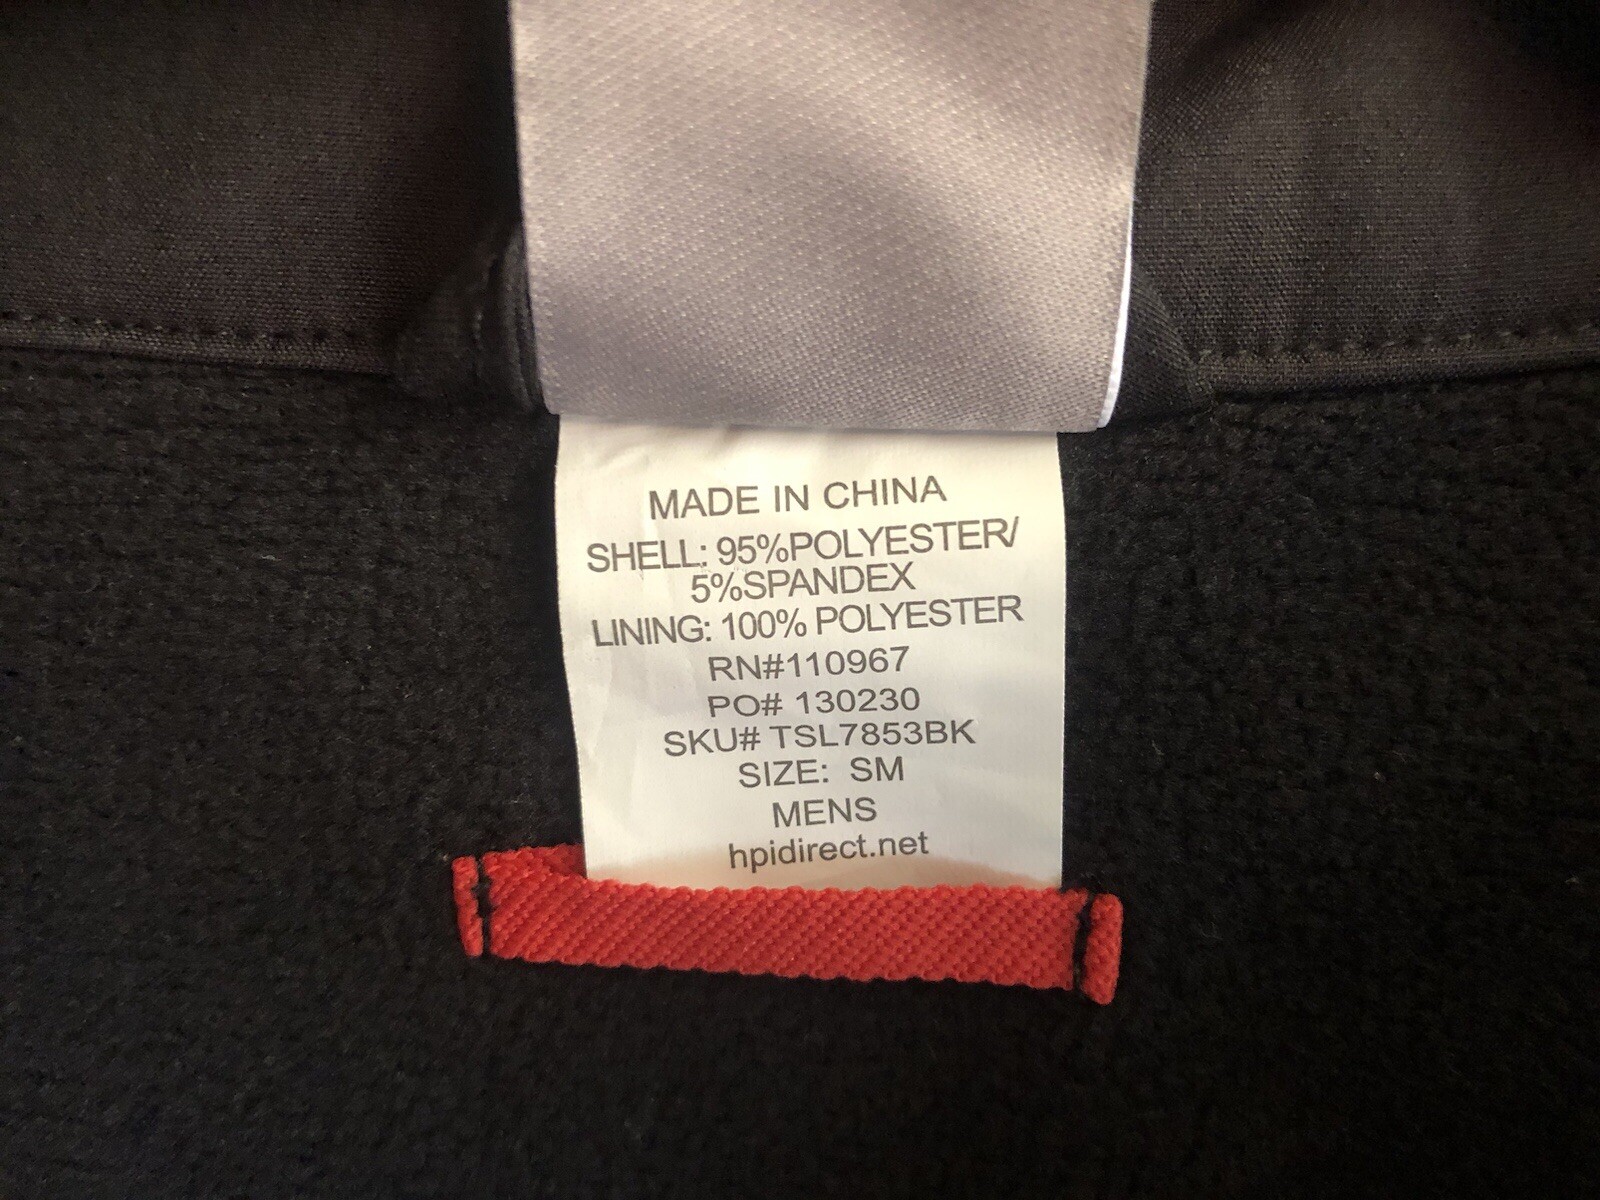 MADE IN CHINA
SHELL: 95%POLYESTER/
5%SPANDEX
LINING: 100% POLYESTER
RN#110967
PO# 130230
SKU# TSL7853BK
SIZE: SM
MENS
hpidirect.net